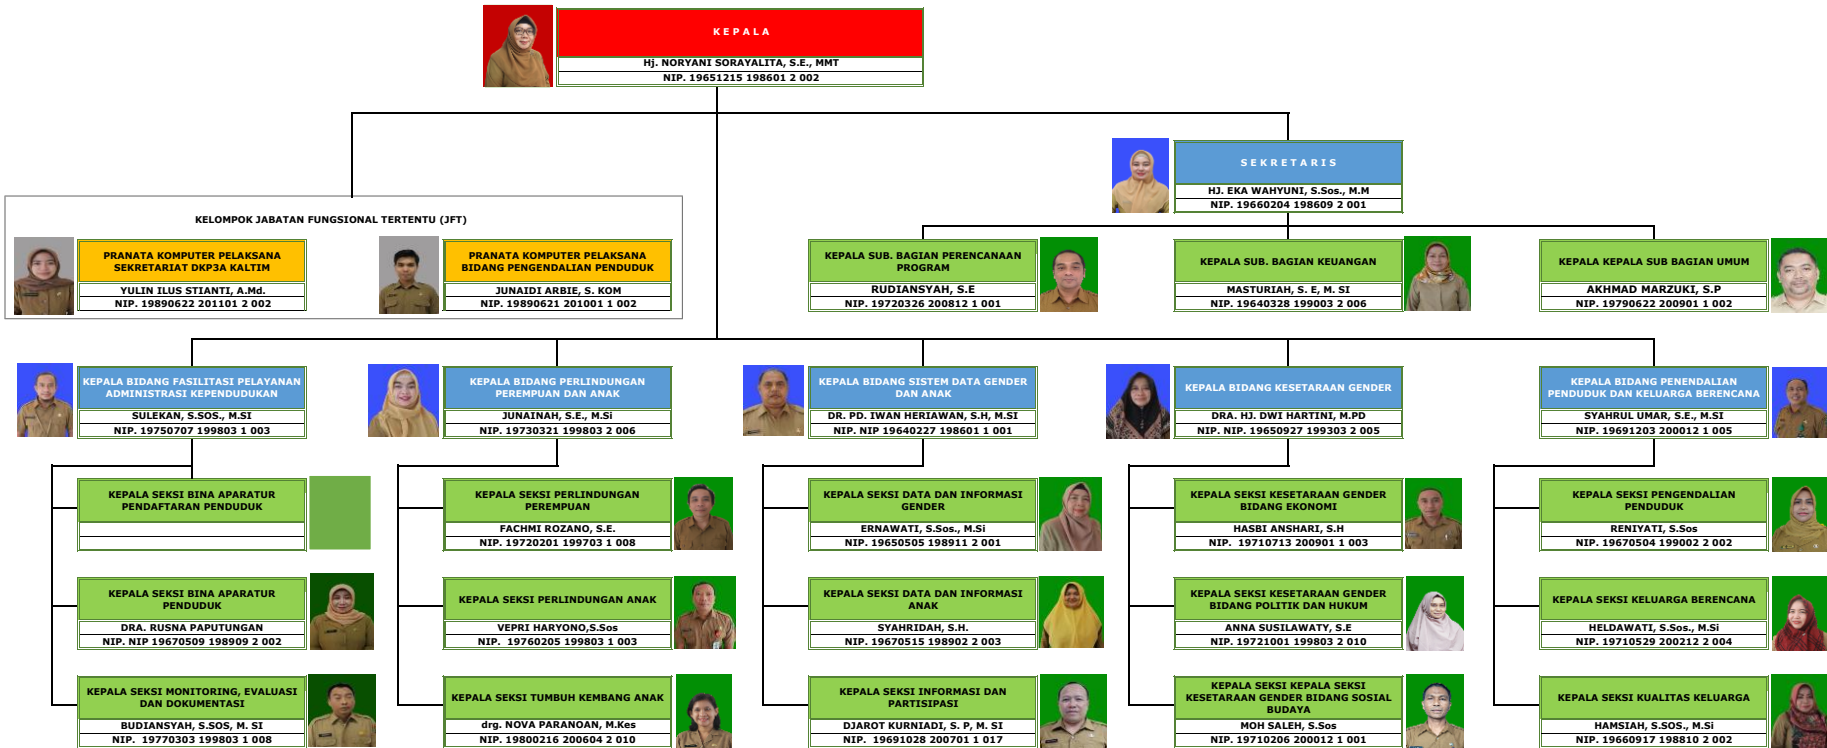 KEPALA
Hj. NORYANI SORAYALITA, S.E., MMT
NIP. 19651215 198601 2 002
SEKRETARIS
HJ. EKA WAHYUNI, S.Sos., M.M
NIP. 19660204 198609 2 001
KELOMPOK JABATAN FUNGSIONAL TERTENTU (JFT)
PRANATA KOMPUTER PELAKSANA
SEKRETARIAT DKP3A KALTIM
YULIN ILUS STIANTI, A.Md.
NIP. 19890622 201101 2 002
PRANATA KOMPUTER PELAKSANA
BIDANG PENGENDALIAN PENDUDUK
JUNAIDI ARBIE, S. KOM
NIP. 19890621 201001 1 002
KEPALA SUB. BAGIAN PERENCANAAN
PROGRAM
RUDIANSYAH, S.E
NIP. 19720326 200812 1 001
KEPALA SUB. BAGIAN KEUANGAN
MASTURIAH, S. E, M. SI
NIP. 19640328 199003 2 006
KEPALA KEPALA SUB BAGIAN UMUM
AKHMAD MARZUKI, S.P
NIP. 19790622 200901 1 002
KEPALA BIDANG FASILITASI PELAYANAN
ADMINISTRASI KEPENDUDUKAN
SULEKAN, S.SOS., M.SI
NIP. 19750707 199803 1 003
KEPALA BIDANG PERLINDUNGAN
PEREMPUAN DAN ANAK
JUNAINAH, S.E., M.Si
NIP. 19730321 199803 2 006
KEPALA BIDANG SISTEM DATA GENDER
DAN ANAK
DR. PD. IWAN HERIAWAN, S.H, M.SI
NIP. NIP 19640227 198601 1 001
KEPALA BIDANG KESETARAAN GENDER
DRA. HJ. DWI HARTINI, M.PD
NIP. NIP. 19650927 199303 2 005
KEPALA BIDANG PENENDALIAN
PENDUDUK DAN KELUARGA BERENCANA
SYAHRUL UMAR, S.E., M.SI
NIP. 19691203 200012 1 005
KEPALA SEKSI BINA APARATUR
PENDAFTARAN PENDUDUK
KEPALA SEKSI PERLINDUNGAN
PEREMPUAN
FACHMI ROZANO, S.E.
NIP. 19720201 199703 1 008
KEPALA SEKSI DATA DAN INFORMASI
GENDER
ERNAWATI, S.Sos., M.Si
NIP. 19650505 198911 2 001
KEPALA SEKSI KESETARAAN GENDER
BIDANG EKONOMI
HASBI ANSHARI, S.H
NIP. 19710713 200901 1 003
KEPALA SEKSI PENGENDALIAN
PENDUDUK
RENIYATI, S.Sos
NIP. 19670504 199002 2 002
KEPALA SEKSI BINA APARATUR
PENDUDUK
DRA. RUSNA PAPUTUNGAN
NIP. NIP 19670509 198909 2 002
KEPALA SEKSI PERLINDUNGAN ANAK
VEPRI HARYONO,S.Sos
NIP. 19760205 199803 1 003
KEPALA SEKSI DATA DAN INFORMASI
ANAK
SYAHRIDAH, S.H.
NIP. 19670515 198902 2 003
KEPALA SEKSI KESETARAAN GENDER
BIDANG POLITIK DAN HUKUM
ANNA SUSILAWATY, S.E
NIP. 19721001 199803 2 010
KEPALA SEKSI KELUARGA BERENCANA
HELDAWATI, S.Sos., M.Si
NIP. 19710529 200212 2 004
KEPALA SEKSI MONITORING, EVALUASI
DAN DOKUMENTASI
BUDIANSYAH, S.SOS, M. SI
NIP. 19770303 199803 1 008
KEPALA SEKSI TUMBUH KEMBANG ANAK
drg. NOVA PARANOAN, M.Kes
NIP. 19800216 200604 2 010
KEPALA SEKSI INFORMASI DAN
PARTISIPASI
DJAROT KURNIADI, S. P, M. SI
NIP. 19691028 200701 1 017
KEPALA SEKSI KEPALA SEKSI
KESETARAAN GENDER BIDANG SOSIAL
BUDAYA
MOH SALEH, S.Sos
NIP. 19710206 200012 1 001
KEPALA SEKSI KUALITAS KELUARGA
HAMSIAH, S.SOS., M.Si
NIP. 19660917 198810 2 002